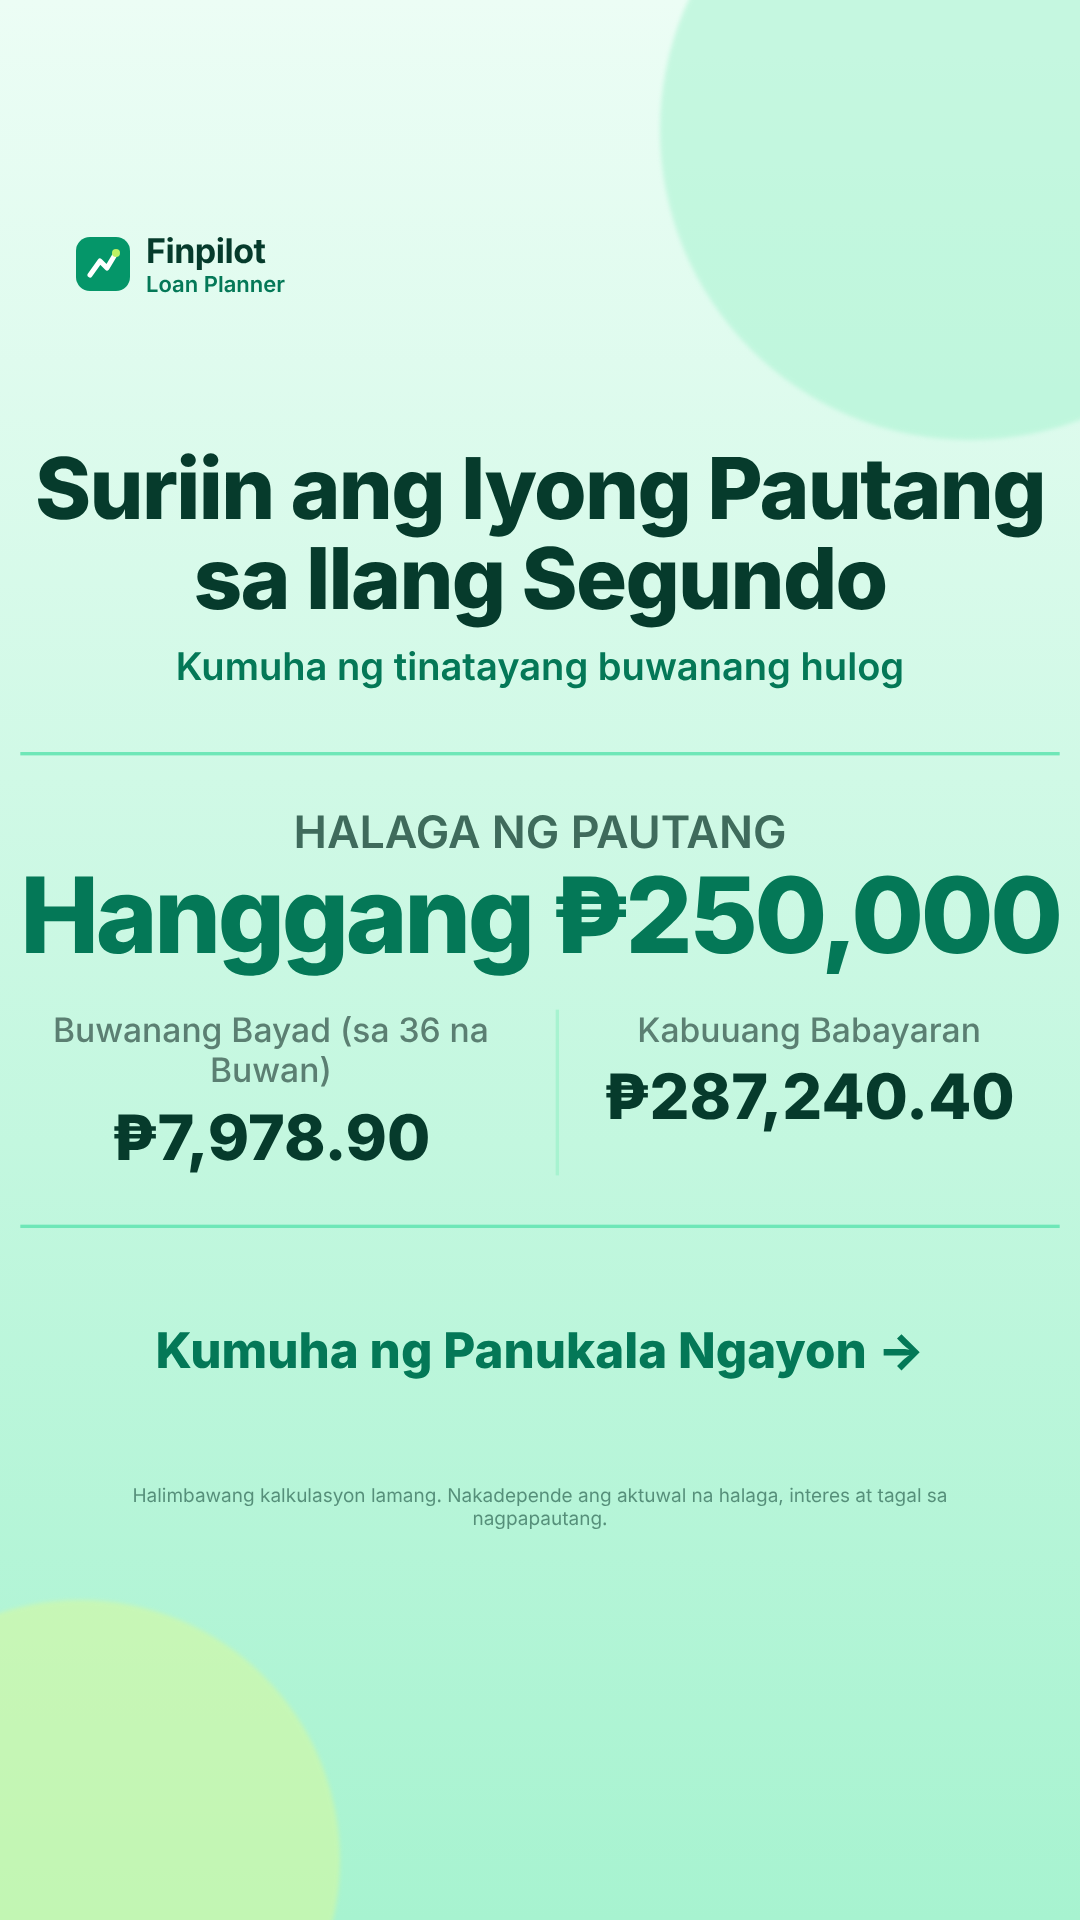 Finpilot
Loan Planner
Suriin ang Iyong Pautang
sa Ilang Segundo
Kumuha ng tinatayang buwanang hulog
HALAGA NG PAUTANG
Hanggang ₱250,000
Buwanang Bayad (sa 36 na
Buwan)
₱7,978.90
Kabuuang Babayaran
₱287,240.40
Kumuha ng Panukala Ngayon →
Halimbawang kalkulasyon lamang. Nakadepende ang aktuwal na halaga, interes at tagal sa
nagpapautang.